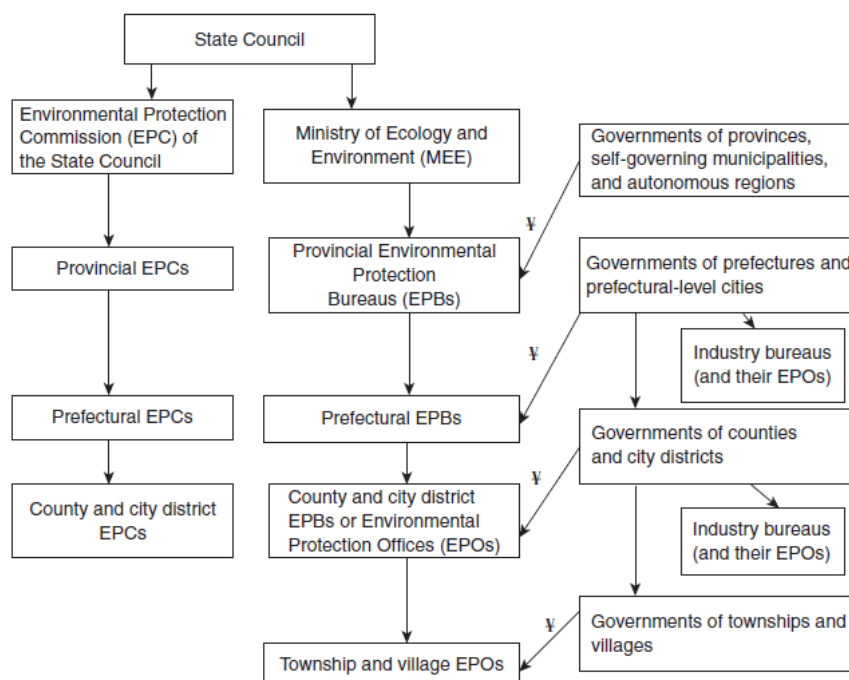 State Council
Environmental Protection
Commission (EPC) of
the State Council
Ministry of Ecology and
Environment (MEE)
Governments of provinces,
self-governing municipalities,
and autonomous regions
¥
Provincial EPCs
Provincial Environmental
Protection
Bureaus (EPBs)
Governments of prefectures and
prefectural-level cities
¥
Industry bureaus
(and their EPOs)
Prefectural EPCs
Prefectural EPBs
Governments of counties
and city districts
¥
County and city district
EPCs
County and city district
EPBs or Environmental
Protection Offices (EPOs)
Industry bureaus
(and their EPOs)
¥
Governments of townships and
villages
Township and village EPOs